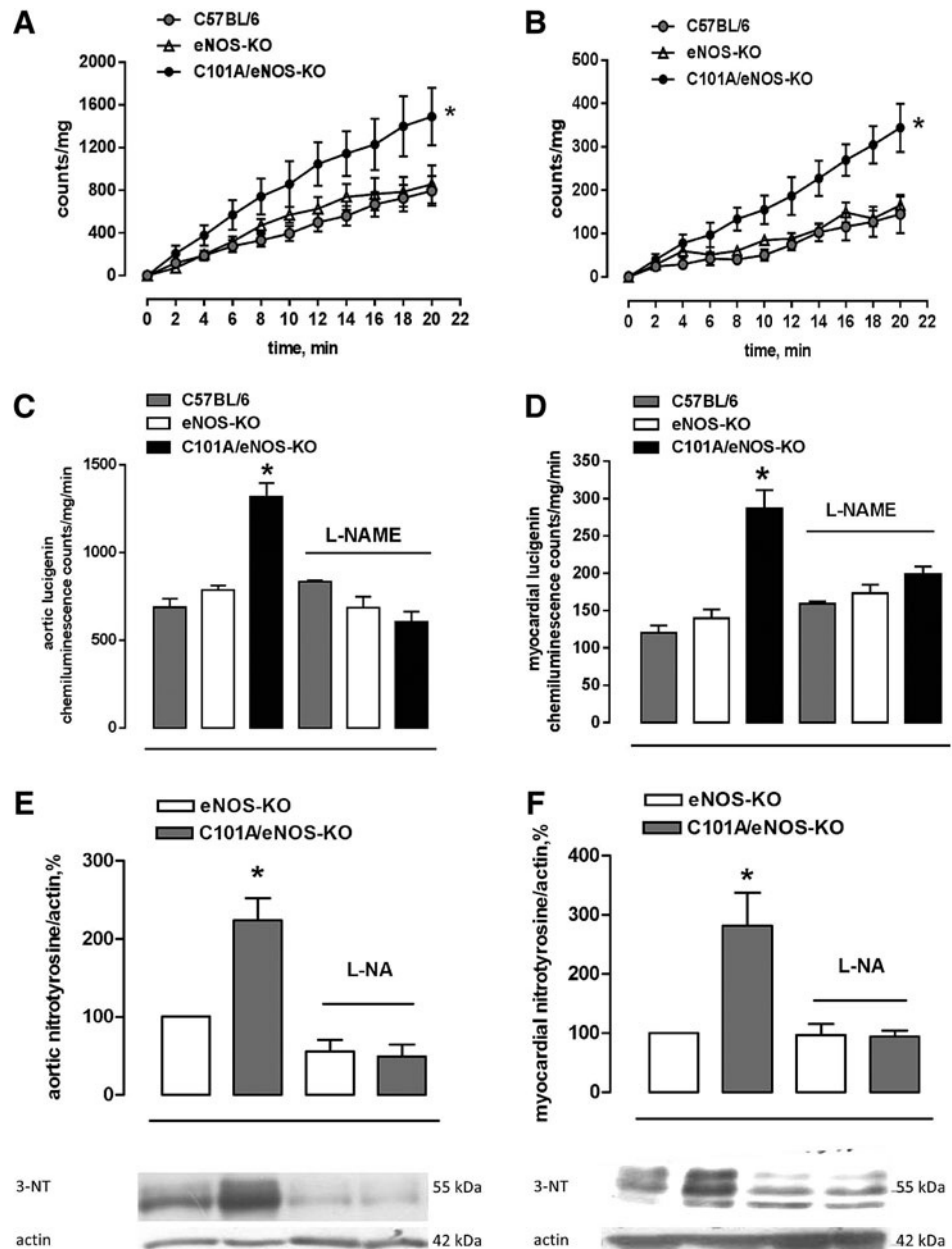 A
C57BL/6
eNOS-KO
C101A/eNOS-KO
2000
1600
1200
800
400
0
counts/mg
*
0 2 4 6 8 10 12 14 16 18 20 22
time, min
B
C57BL/6
eNOS-KO
C101A/eNOS-KO
500
400
300
200
100
0
counts/mg
*
0 2 4 6 8 10 12 14 16 18 20 22
time, min
C
C57BL/6
eNOS-KO
C101A/eNOS-KO
1500
1000
500
0
aortic lucigenin
chemiluminescence counts/mg/min
*
L-NAME
D
C57BL/6
eNOS-KO
C101A/eNOS-KO
350
300
250
200
150
100
50
0
myocardial lucigenin
chemiluminescence counts/mg/min
*
L-NAME
E
eNOS-KO
C101A/eNOS-KO
300
200
100
0
aortic nitrotyrosine/actin,%
*
L-NA
3-NT
55 kDa
actin
42 kDa
F
eNOS-KO
C101A/eNOS-KO
400
300
200
100
0
myocardial nitrotyrosine/actin,%
*
L-NA
3-NT
55 kDa
actin
42 kDa